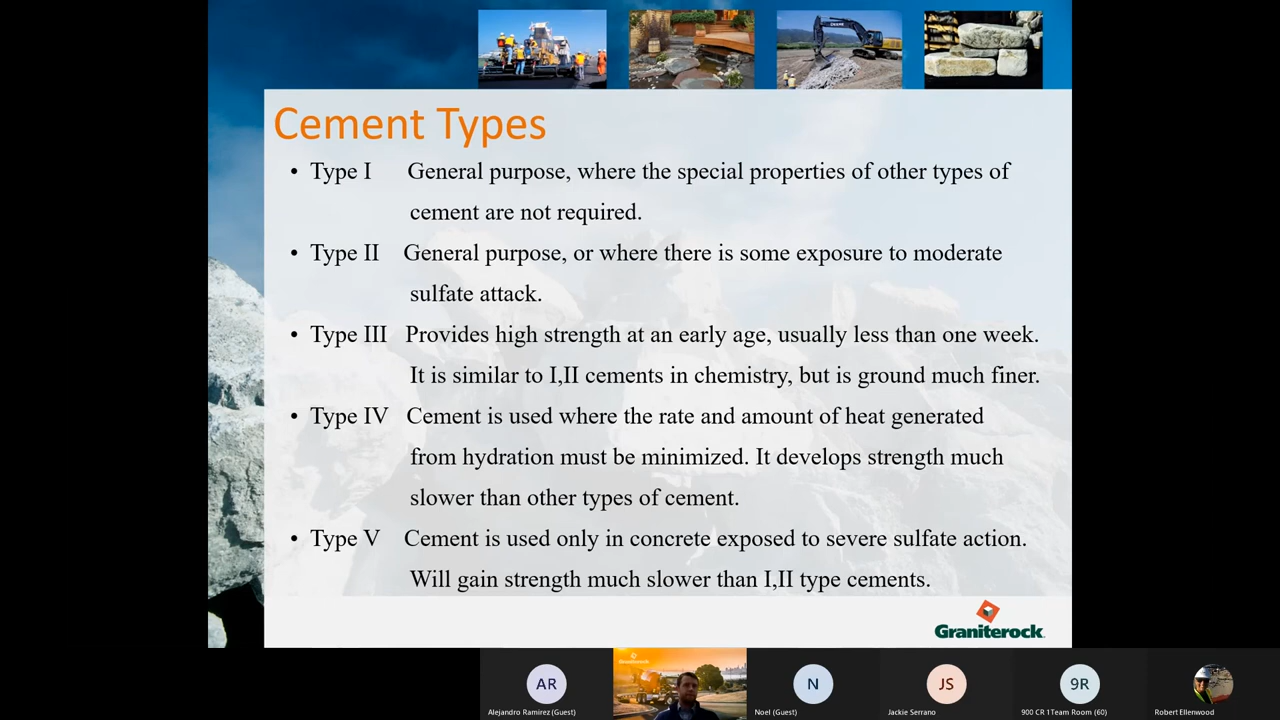 Cement Types
• Type I General purpose, where the special properties of other types of
cement are not required.
• Type II General purpose, or where there is some exposure to moderate
sulfate attack.
• Type III Provides high strength at an early age, usually less than one week.
It is similar to I,II cements in chemistry, but is ground much finer.
• Type IV Cement is used where the rate and amount of heat generated
from hydration must be minimized. It develops strength much
slower than other types of cement.
• Type V Cement is used only in concrete exposed to severe sulfate action.
Will gain strength much slower than I,II type cements.
Graniterock
AR
Alejandro Ramirez (Guest)
Graniterock
N
Noel (Guest)
JS
Jackie Serrano
9R
900 CR 1Team Room (60)
Robert Ellenwood